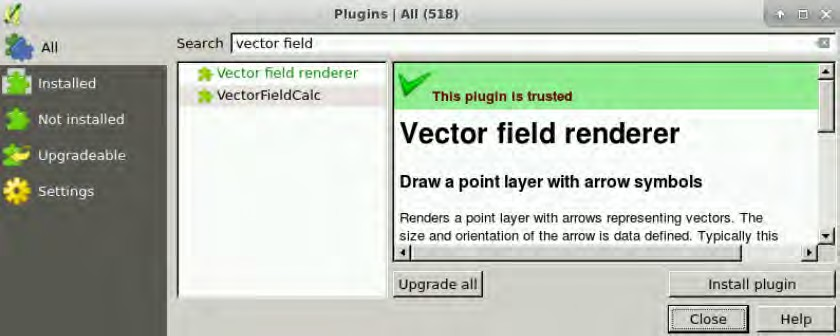 Plugins | All (518)
All
Search vector field
Installed
Not installed
Upgradeable
Settings
Vector field renderer
VectorFieldCalc
This plugin is trusted
Vector field renderer
Draw a point layer with arrow symbols
Renders a point layer with arrows representing vectors. The
size and orientation of the arrow is data defined. Typically this
Upgrade all
Install plugin
Close
Help